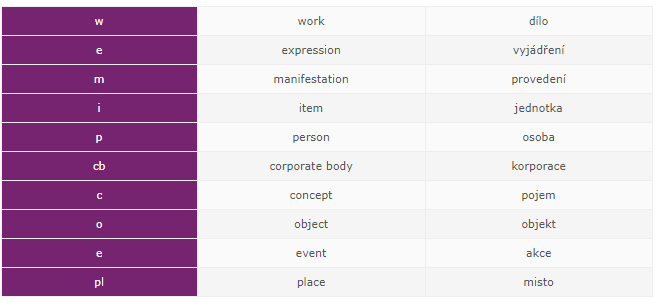 w work dílo
e expression vyjádření
m manifestation provedení
i item jednotka
p person osoba
cb corporate body korporace
c concept pojem
o object objekt
e event akce
pl place misto